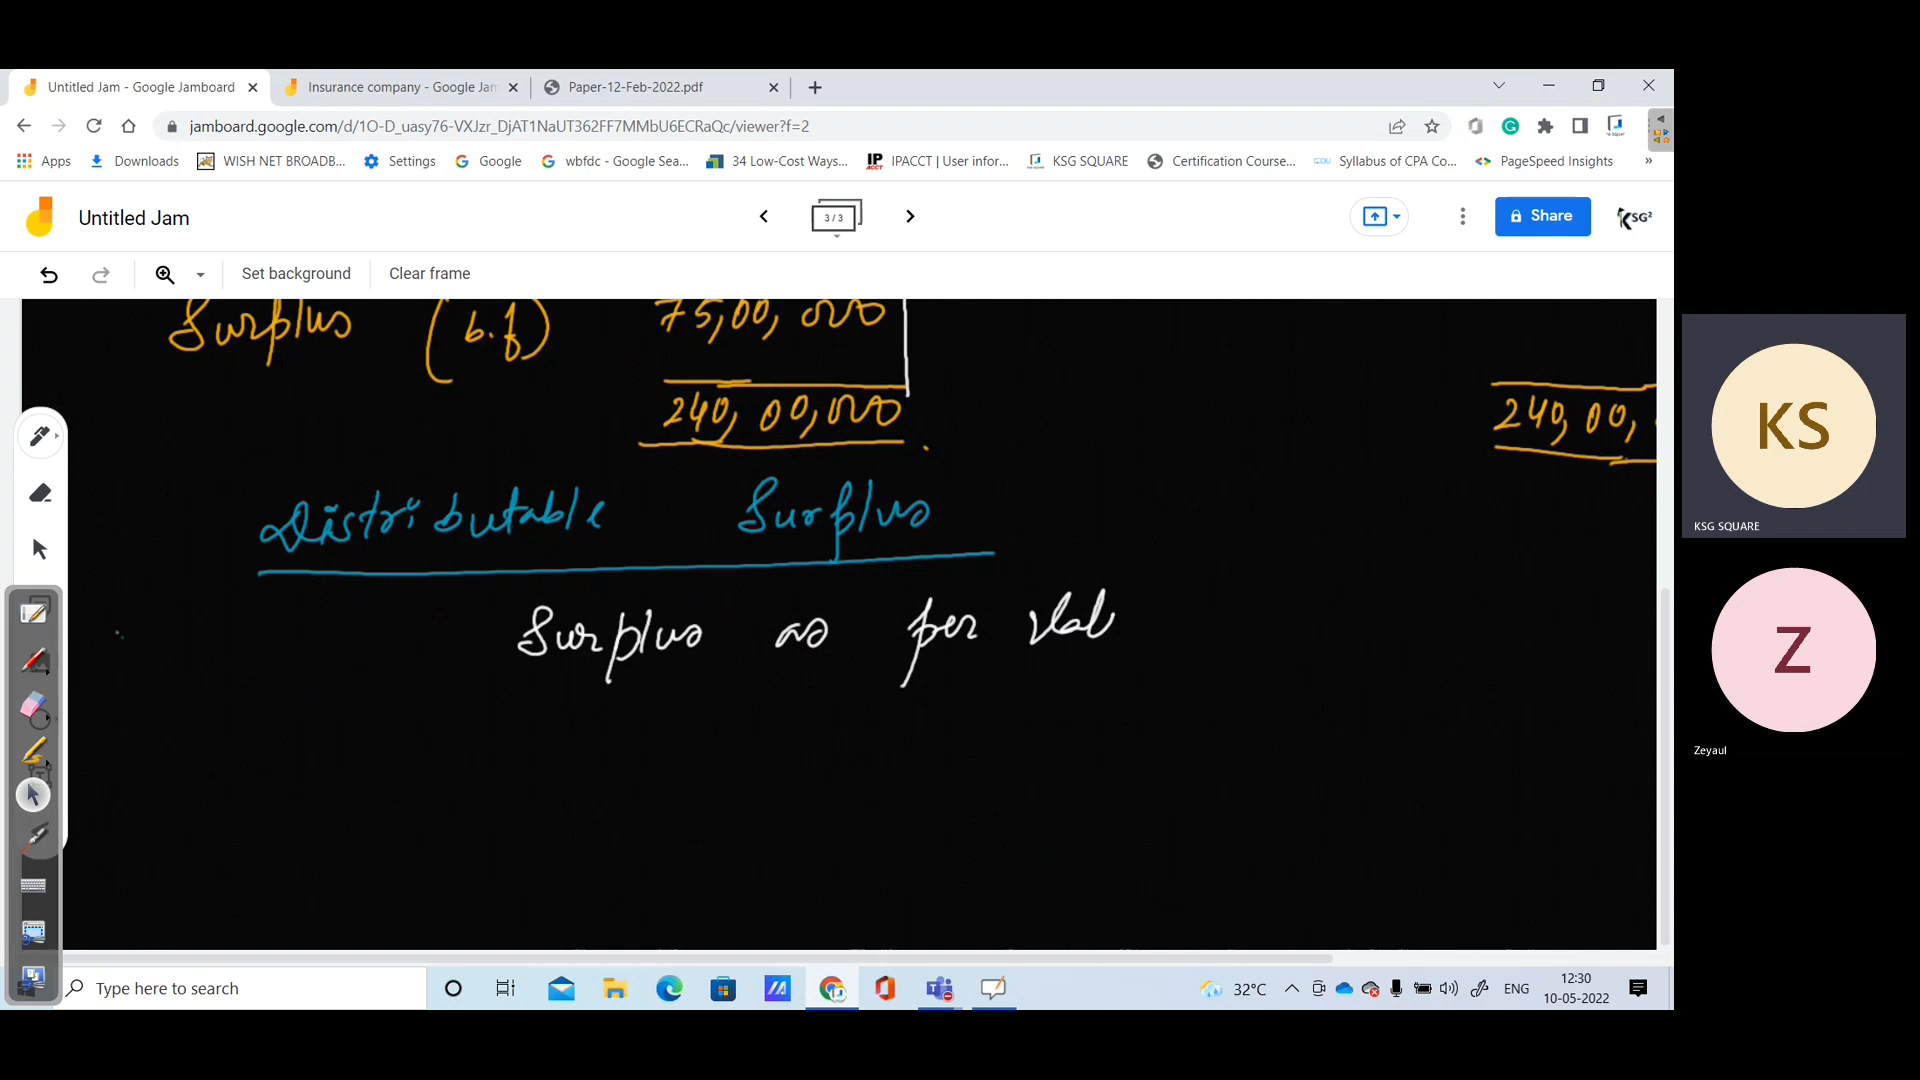 Untitled Jam - Google Jamboard
Insurance company - Google Jam
Paper-12-Feb-2022.pdf
jamboard.google.com/d/1O-D_uasy76-VXJzr_DjAT1NaUT362FF7MMbU6ECRaQc/viewer?f=2
Apps Downloads WISH NET BROADB... Settings Google wbfdc - Google Sea... 34 Low-Cost Ways... IPACCT | User infor... KSG SQUARE Certification Course... Syllabus of CPA Co... PageSpeed Insights »
Untitled Jam
3 / 3
Share
KSG²
Set background
Clear frame
Surplus (b.f) 75,00,000
240,00,000
240,00,
Distributable Surplus
Surplus as per
KS
KSG SQUARE
Z
Zeyaul
Type here to search
32°C
ENG
12:30
10-05-2022